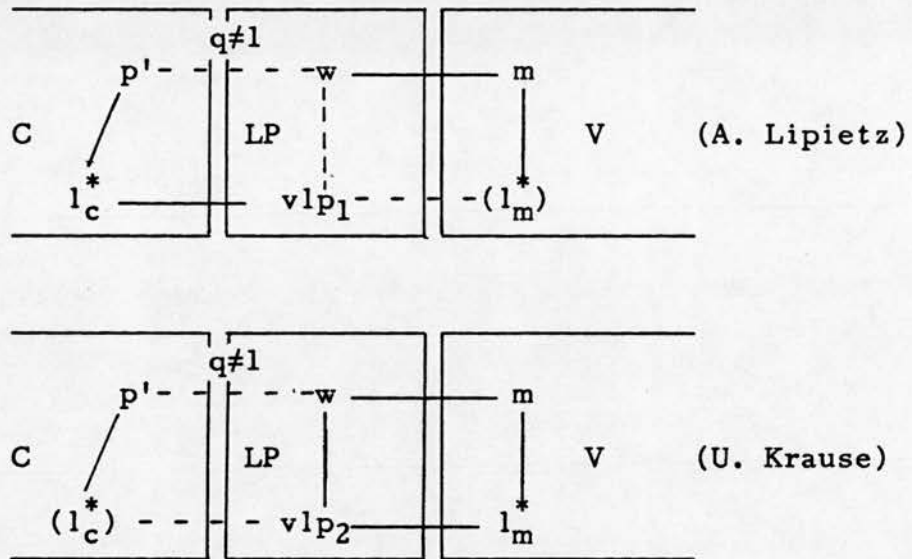 q≠1
p' w m
C LP V (A. Lipietz)
l*c vlp1 (l*m)
q≠1
p' w m
C LP V (U. Krause)
(l*c) vlp2 l*m